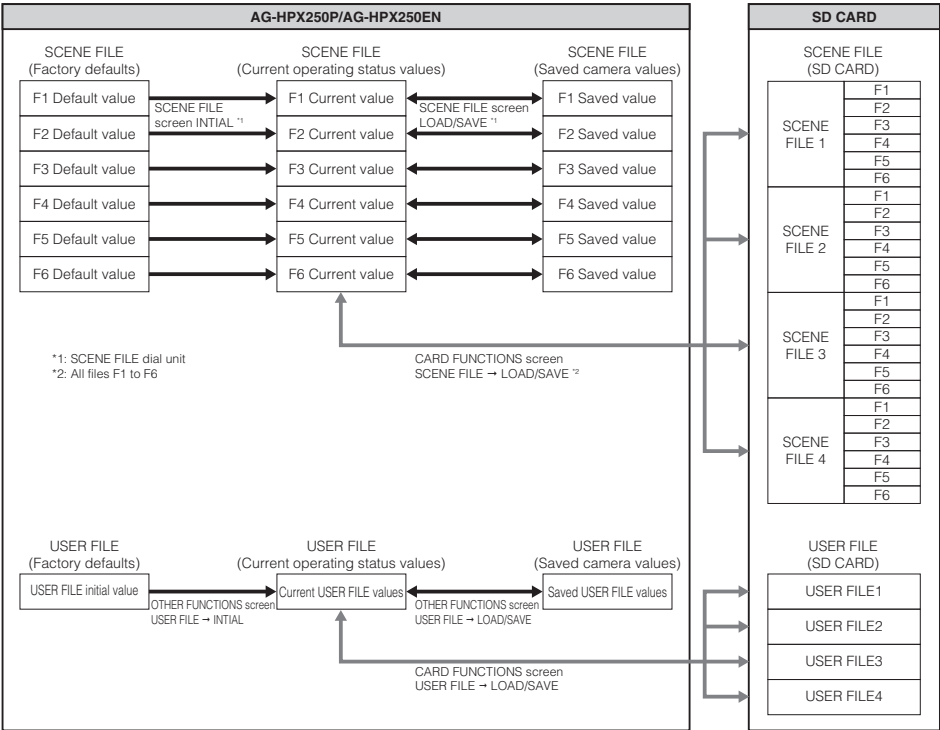 AG-HPX250P/AG-HPX250EN
SCENE FILE
(Factory defaults)
SCENE FILE
(Current operating status values)
SCENE FILE
(Saved camera values)
F1 Default value
SCENE FILE
screen INTIAL *1
F1 Current value
SCENE FILE screen
LOAD/SAVE *1
F1 Saved value
F2 Default value
F2 Current value
F2 Saved value
F3 Default value
F3 Current value
F3 Saved value
F4 Default value
F4 Current value
F4 Saved value
F5 Default value
F5 Current value
F5 Saved value
F6 Default value
F6 Current value
F6 Saved value
*1: SCENE FILE dial unit
*2: All files F1 to F6
CARD FUNCTIONS screen
SCENE FILE → LOAD/SAVE *2
USER FILE
(Factory defaults)
USER FILE
(Current operating status values)
USER FILE
(Saved camera values)
USER FILE initial value
OTHER FUNCTIONS screen
USER FILE → INTIAL
Current USER FILE values
OTHER FUNCTIONS screen
USER FILE → LOAD/SAVE
Saved USER FILE values
CARD FUNCTIONS screen
USER FILE → LOAD/SAVE
SD CARD
SCENE FILE
(SD CARD)
SCENE
FILE 1
F1
F2
F3
F4
F5
F6
SCENE
FILE 2
F1
F2
F3
F4
F5
F6
SCENE
FILE 3
F1
F2
F3
F4
F5
F6
SCENE
FILE 4
F1
F2
F3
F4
F5
F6
USER FILE
(SD CARD)
USER FILE1
USER FILE2
USER FILE3
USER FILE4